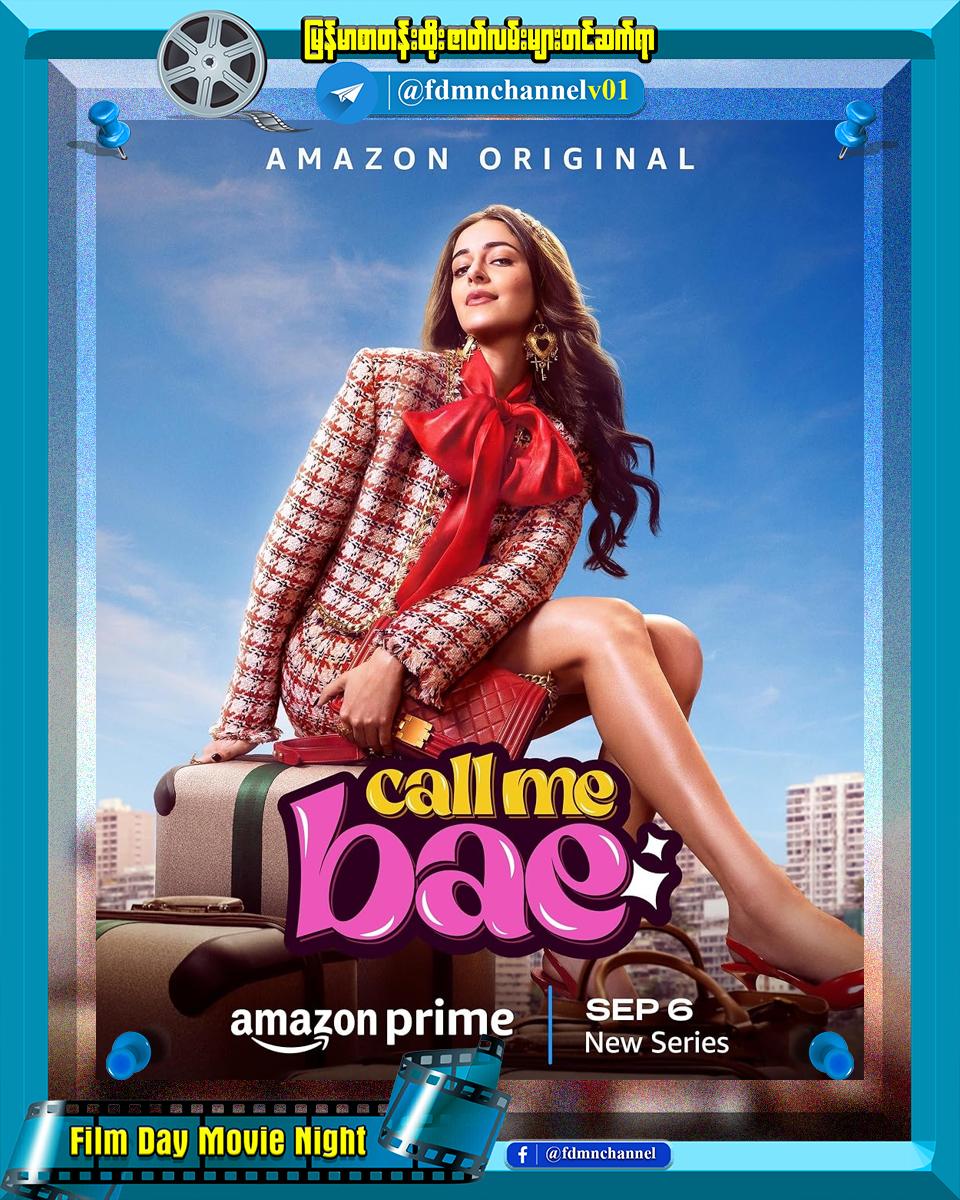 မြန်မာစာတန်းထိုးဇာတ်လမ်းများတင်ဆက်ရာ
@fdmnchannelv01
AMAZON ORIGINAL
call me
bae
amazon prime
SEP 6
New Series
Film Day Movie Night
f @fdmnchannel